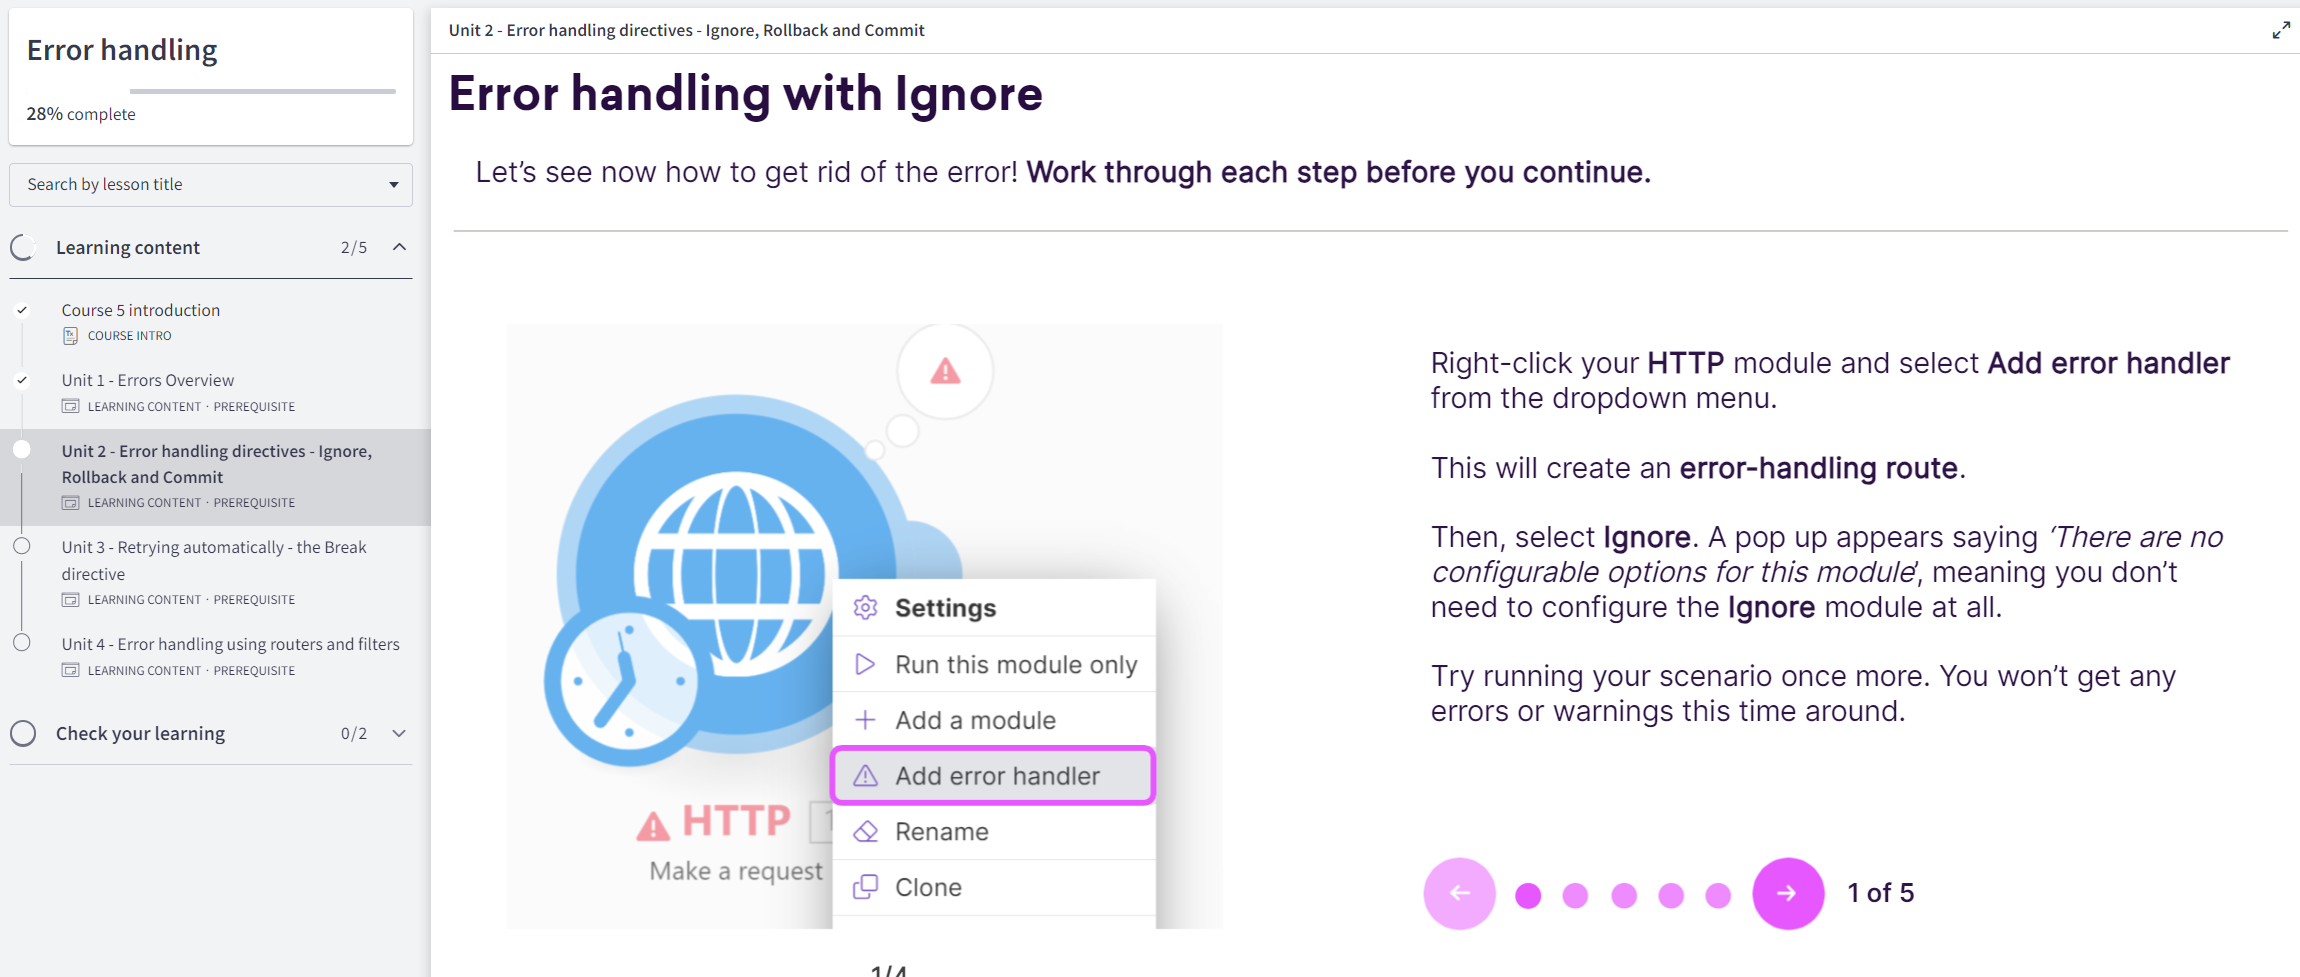 Error handling
28% complete
Search by lesson title
Learning content 2/5
Course 5 introduction
COURSE INTRO
Unit 1 - Errors Overview
LEARNING CONTENT · PREREQUISITE
Unit 2 - Error handling directives - Ignore,
Rollback and Commit
LEARNING CONTENT · PREREQUISITE
Unit 3 - Retrying automatically - the Break
directive
LEARNING CONTENT · PREREQUISITE
Unit 4 - Error handling using routers and filters
LEARNING CONTENT · PREREQUISITE
Check your learning 0/2
Unit 2 - Error handling directives - Ignore, Rollback and Commit
Error handling with Ignore
Let’s see now how to get rid of the error! Work through each step before you continue.
HTTP 1
Make a request
Settings
Run this module only
Add a module
Add error handler
Rename
Clone
1/4
Right-click your HTTP module and select Add error handler
from the dropdown menu.
This will create an error-handling route.
Then, select Ignore. A pop up appears saying ‘There are no
configurable options for this module’, meaning you don’t
need to configure the Ignore module at all.
Try running your scenario once more. You won’t get any
errors or warnings this time around.
1 of 5